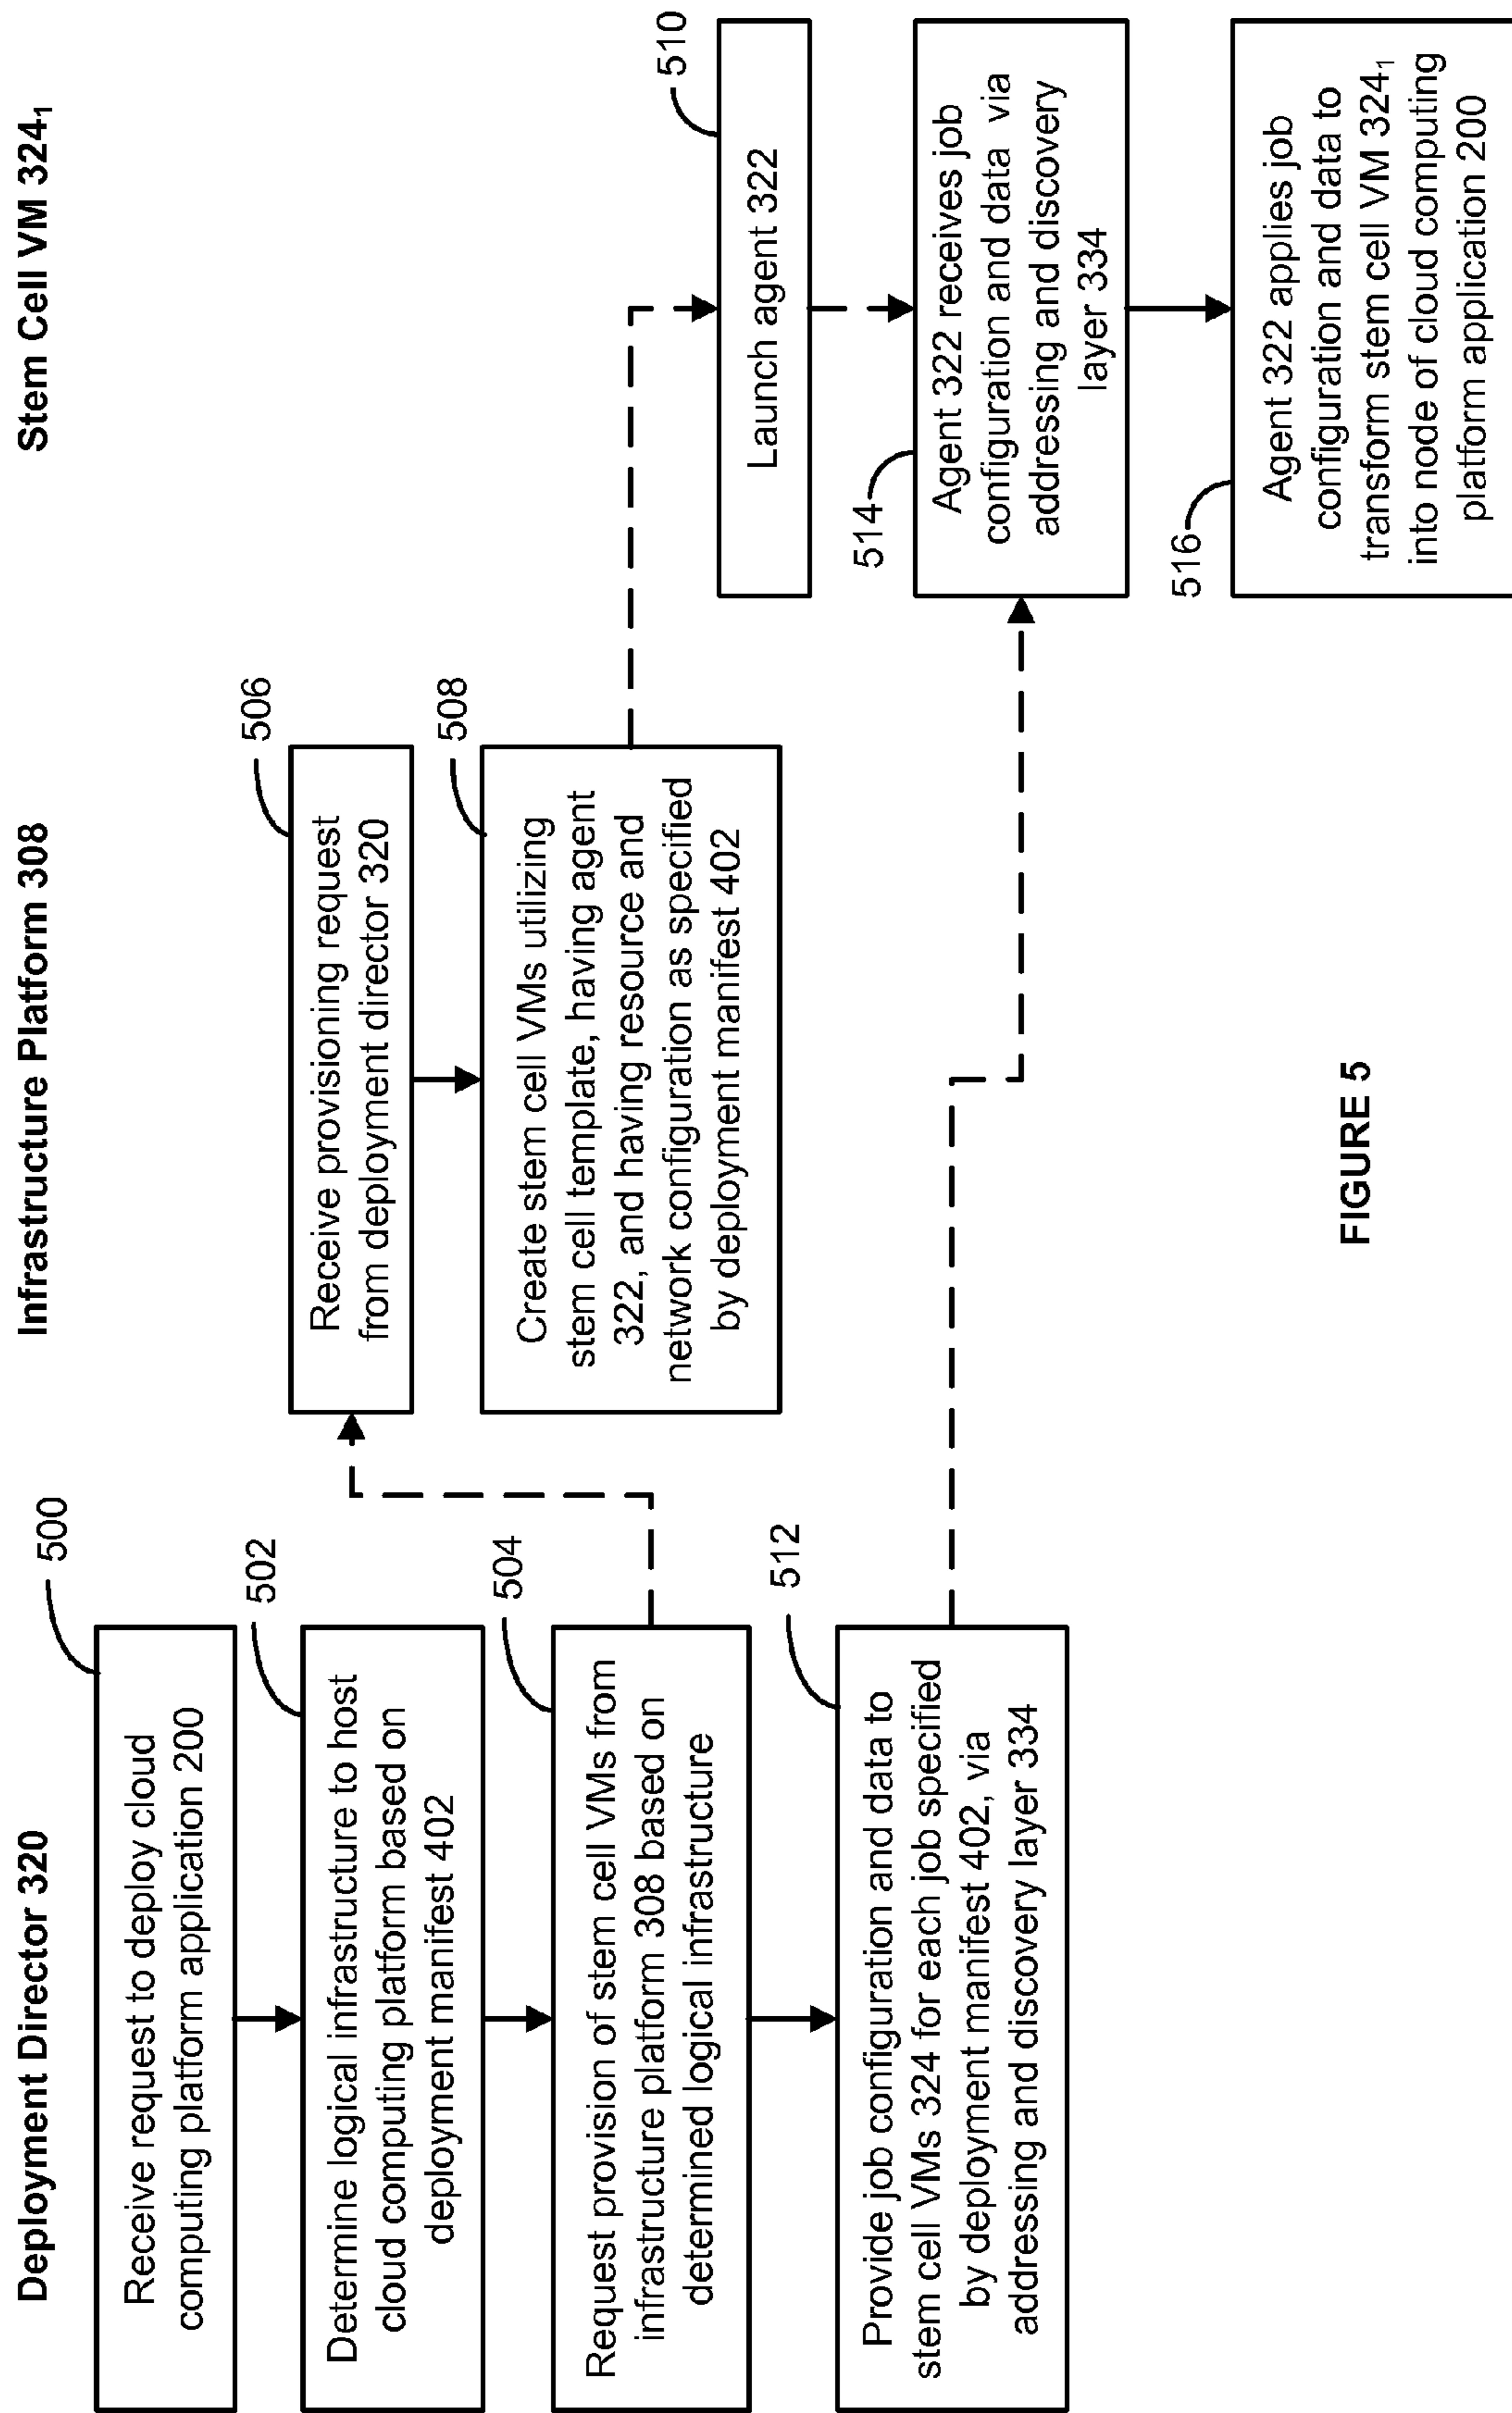 Deployment Director 320
Infrastructure Platform 308
Stem Cell VM 324₁
500
Receive request to deploy cloud
computing platform application 200
502
Determine logical infrastructure to host
cloud computing platform based on
deployment manifest 402
504
Request provision of stem cell VMs from
infrastructure platform 308 based on
determined logical infrastructure
506
Receive provisioning request
from deployment director 320
508
Create stem cell VMs utilizing
stem cell template, having agent
322, and having resource and
network configuration as specified
by deployment manifest 402
510
Launch agent 322
512
Provide job configuration and data to
stem cell VMs 324 for each job specified
by deployment manifest 402, via
addressing and discovery layer 334
514
Agent 322 receives job
configuration and data via
addressing and discovery
layer 334
516
Agent 322 applies job
configuration and data to
transform stem cell VM 324₁
into node of cloud computing
platform application 200
FIGURE 5